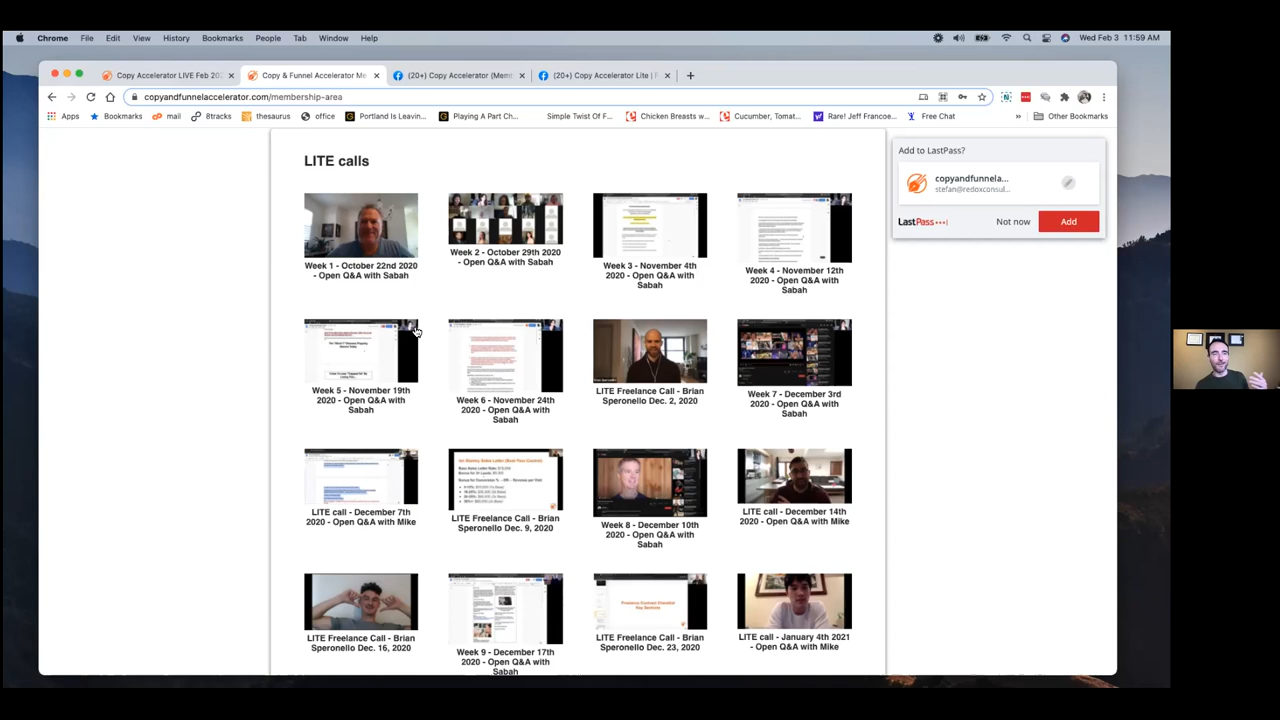 Chrome File Edit View History Bookmarks People Tab Window Help
Wed Feb 3 11:59 AM
Copy Accelerator LIVE Feb 202
Copy & Funnel Accelerator Me
(20+) Copy Accelerator (Memb
(20+) Copy Accelerator Lite | F
copyandfunnelaccelerator.com/membership-area
Apps Bookmarks mail 8tracks thesaurus office Portland Is Leavin... Playing A Part Ch... Simple Twist Of F... Chicken Breasts w... Cucumber, Tomat... Rare! Jeff Francoe... Free Chat » Other Bookmarks
LITE calls
Add to LastPass?
copyandfunnela...
stefan@redoxconsul...
LastPass
Not now
Add
Week 1 - October 22nd 2020
- Open Q&A with Sabah
Week 2 - October 29th 2020
- Open Q&A with Sabah
Week 3 - November 4th
2020 - Open Q&A with
Sabah
Week 4 - November 12th
2020 - Open Q&A with
Sabah
Week 5 - November 19th
2020 - Open Q&A with
Sabah
Week 6 - November 24th
2020 - Open Q&A with
Sabah
LITE Freelance Call - Brian
Speronello Dec. 2, 2020
Week 7 - December 3rd
2020 - Open Q&A with
Sabah
LITE call - December 7th
2020 - Open Q&A with Mike
LITE Freelance Call - Brian
Speronello Dec. 9, 2020
Week 8 - December 10th
2020 - Open Q&A with
Sabah
LITE call - December 14th
2020 - Open Q&A with Mike
Freelance Contract Checklist
Key Sections
LITE Freelance Call - Brian
Speronello Dec. 16, 2020
Week 9 - December 17th
2020 - Open Q&A with
Sabah
LITE Freelance Call - Brian
Speronello Dec. 23, 2020
LITE call - January 4th 2021
- Open Q&A with Mike